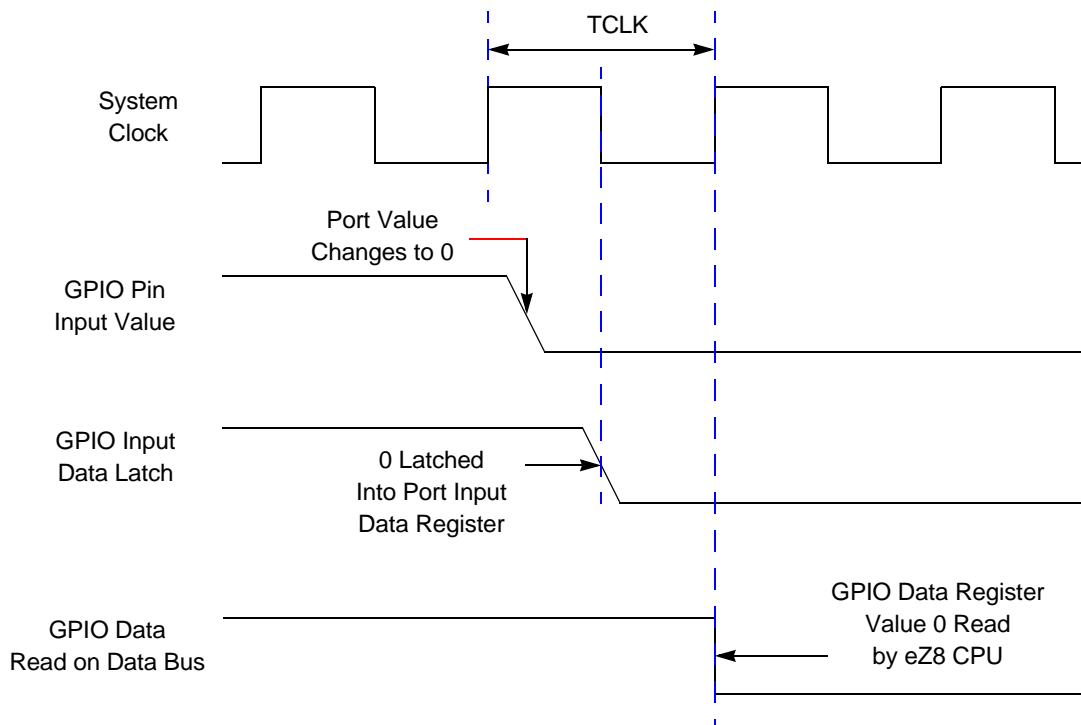 TCLK
System
Clock
Port Value
Changes to 0
GPIO Pin
Input Value
GPIO Input
Data Latch
0 Latched
Into Port Input
Data Register
GPIO Data
Read on Data Bus
GPIO Data Register
Value 0 Read
by eZ8 CPU